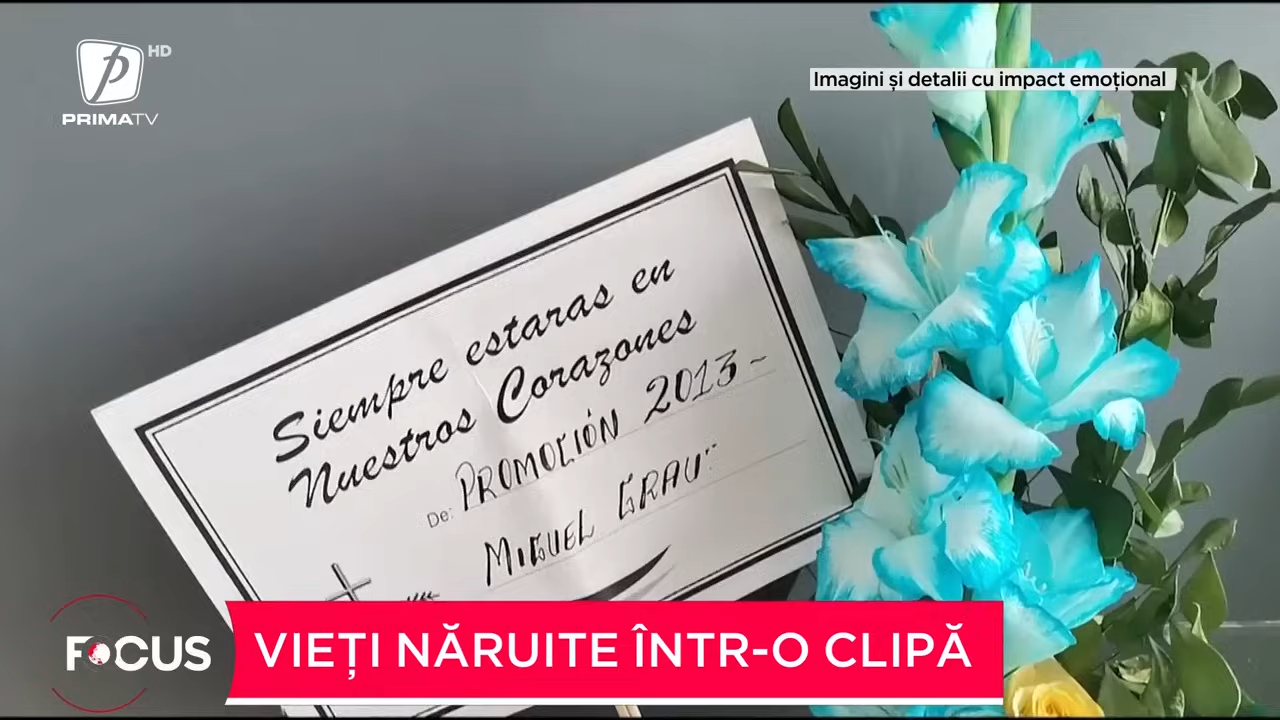 HD
PRIMATV
Imagini și detalii cu impact emoțional
Siempre estaras en
Nuestros Corazones
De: PROMOCIÓN 2013-
MIGUEL GRAU
FOCUS
VIEȚI NĂRUITE ÎNTR-O CLIPĂ